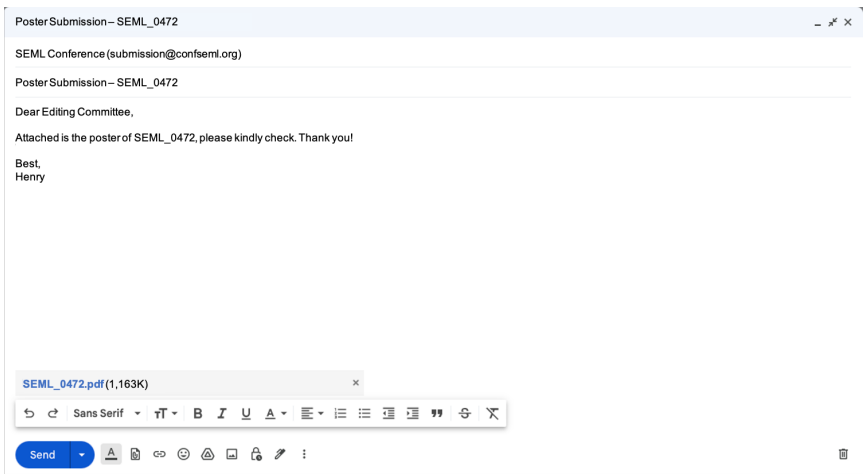 Poster Submission – SEML_0472
SEML Conference (submission@confseml.org)
Poster Submission – SEML_0472
Dear Editing Committee,
Attached is the poster of SEML_0472, please kindly check. Thank you!
Best,
Henry
SEML_0472.pdf (1,163K)
Sans Serif
Send